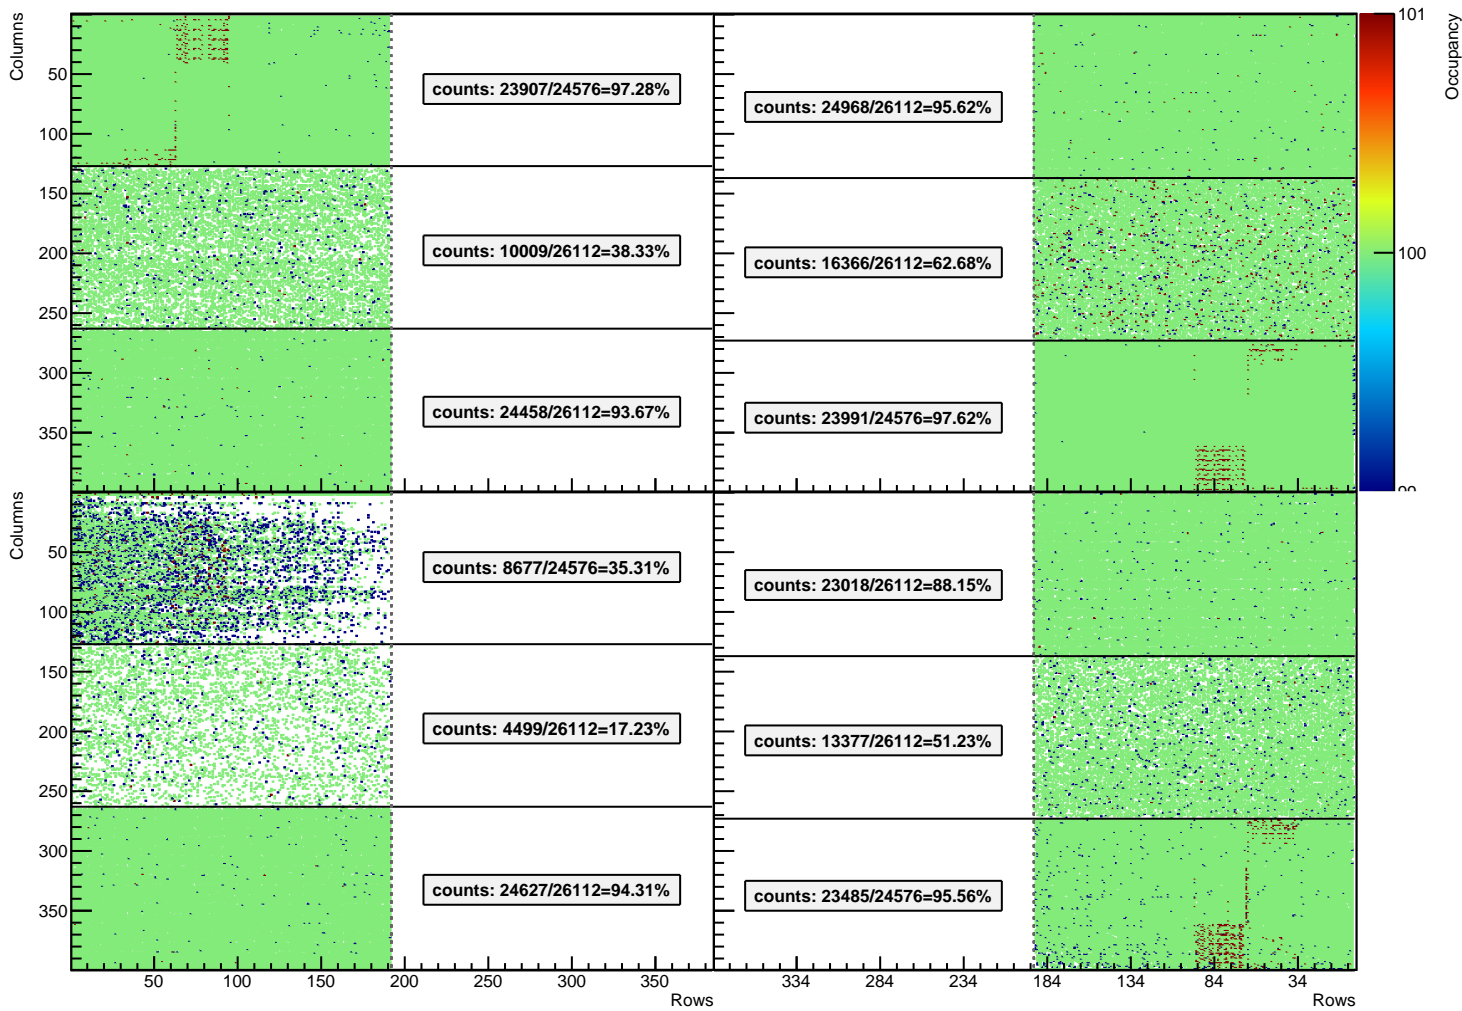 Columns
50
100
150
200
250
300
350
counts: 23907/24576=97.28%
counts: 10009/26112=38.33%
counts: 24458/26112=93.67%
counts: 24968/26112=95.62%
counts: 16366/26112=62.68%
counts: 23991/24576=97.62%
101
100
Occupancy
Columns
50
100
150
200
250
300
350
counts: 8677/24576=35.31%
counts: 4499/26112=17.23%
counts: 24627/26112=94.31%
counts: 23018/26112=88.15%
counts: 13377/26112=51.23%
counts: 23485/24576=95.56%
50 100 150 200 250 300 350
Rows
334 284 234 184 134 84 34
Rows